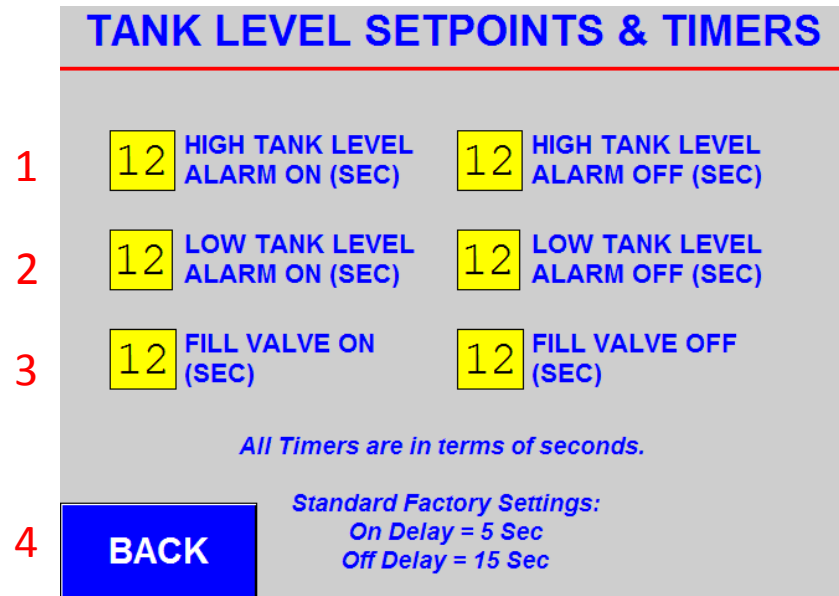 TANK LEVEL SETPOINTS & TIMERS
1
12 HIGH TANK LEVEL ALARM ON (SEC)
12 HIGH TANK LEVEL ALARM OFF (SEC)
2
12 LOW TANK LEVEL ALARM ON (SEC)
12 LOW TANK LEVEL ALARM OFF (SEC)
3
12 FILL VALVE ON (SEC)
12 FILL VALVE OFF (SEC)
All Timers are in terms of seconds.
Standard Factory Settings:
On Delay = 5 Sec
Off Delay = 15 Sec
4
BACK